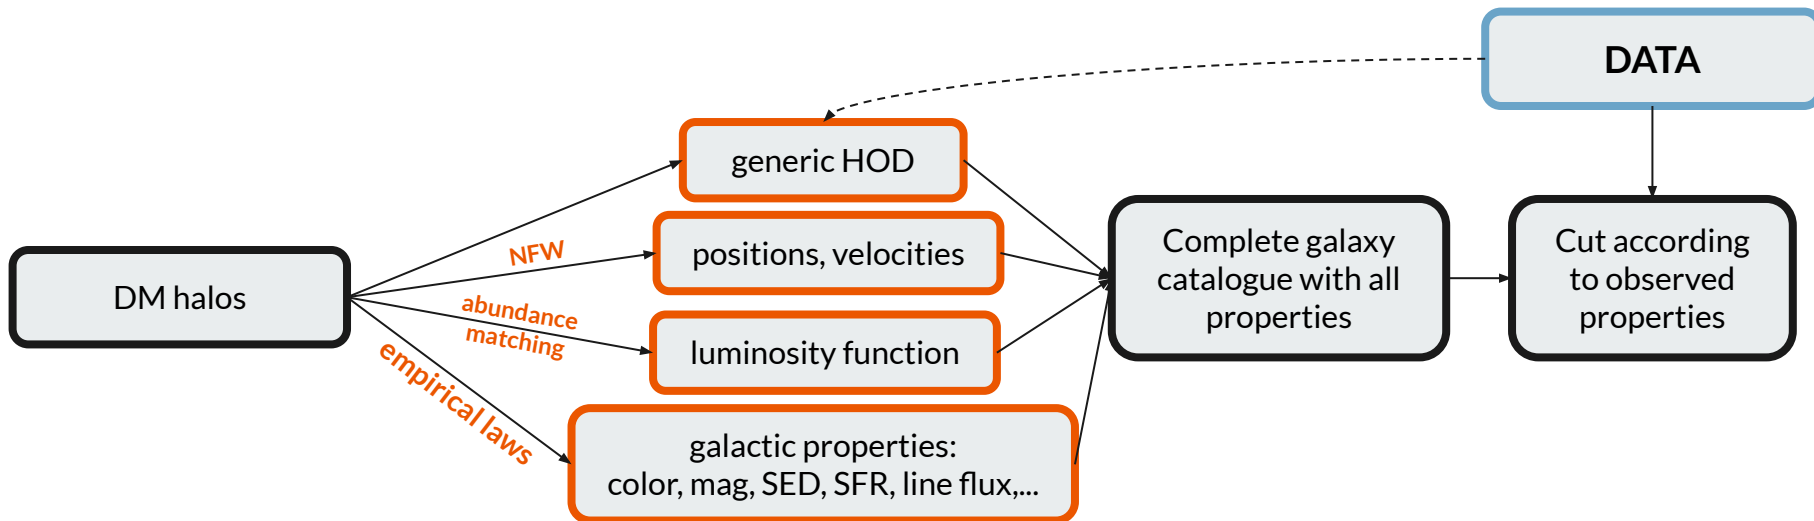 DATA
generic HOD
NFW
positions, velocities
DM halos
abundance
matching
luminosity function
empirical laws
galactic properties:
color, mag, SED, SFR, line flux,...
Complete galaxy
catalogue with all
properties
Cut according
to observed
properties